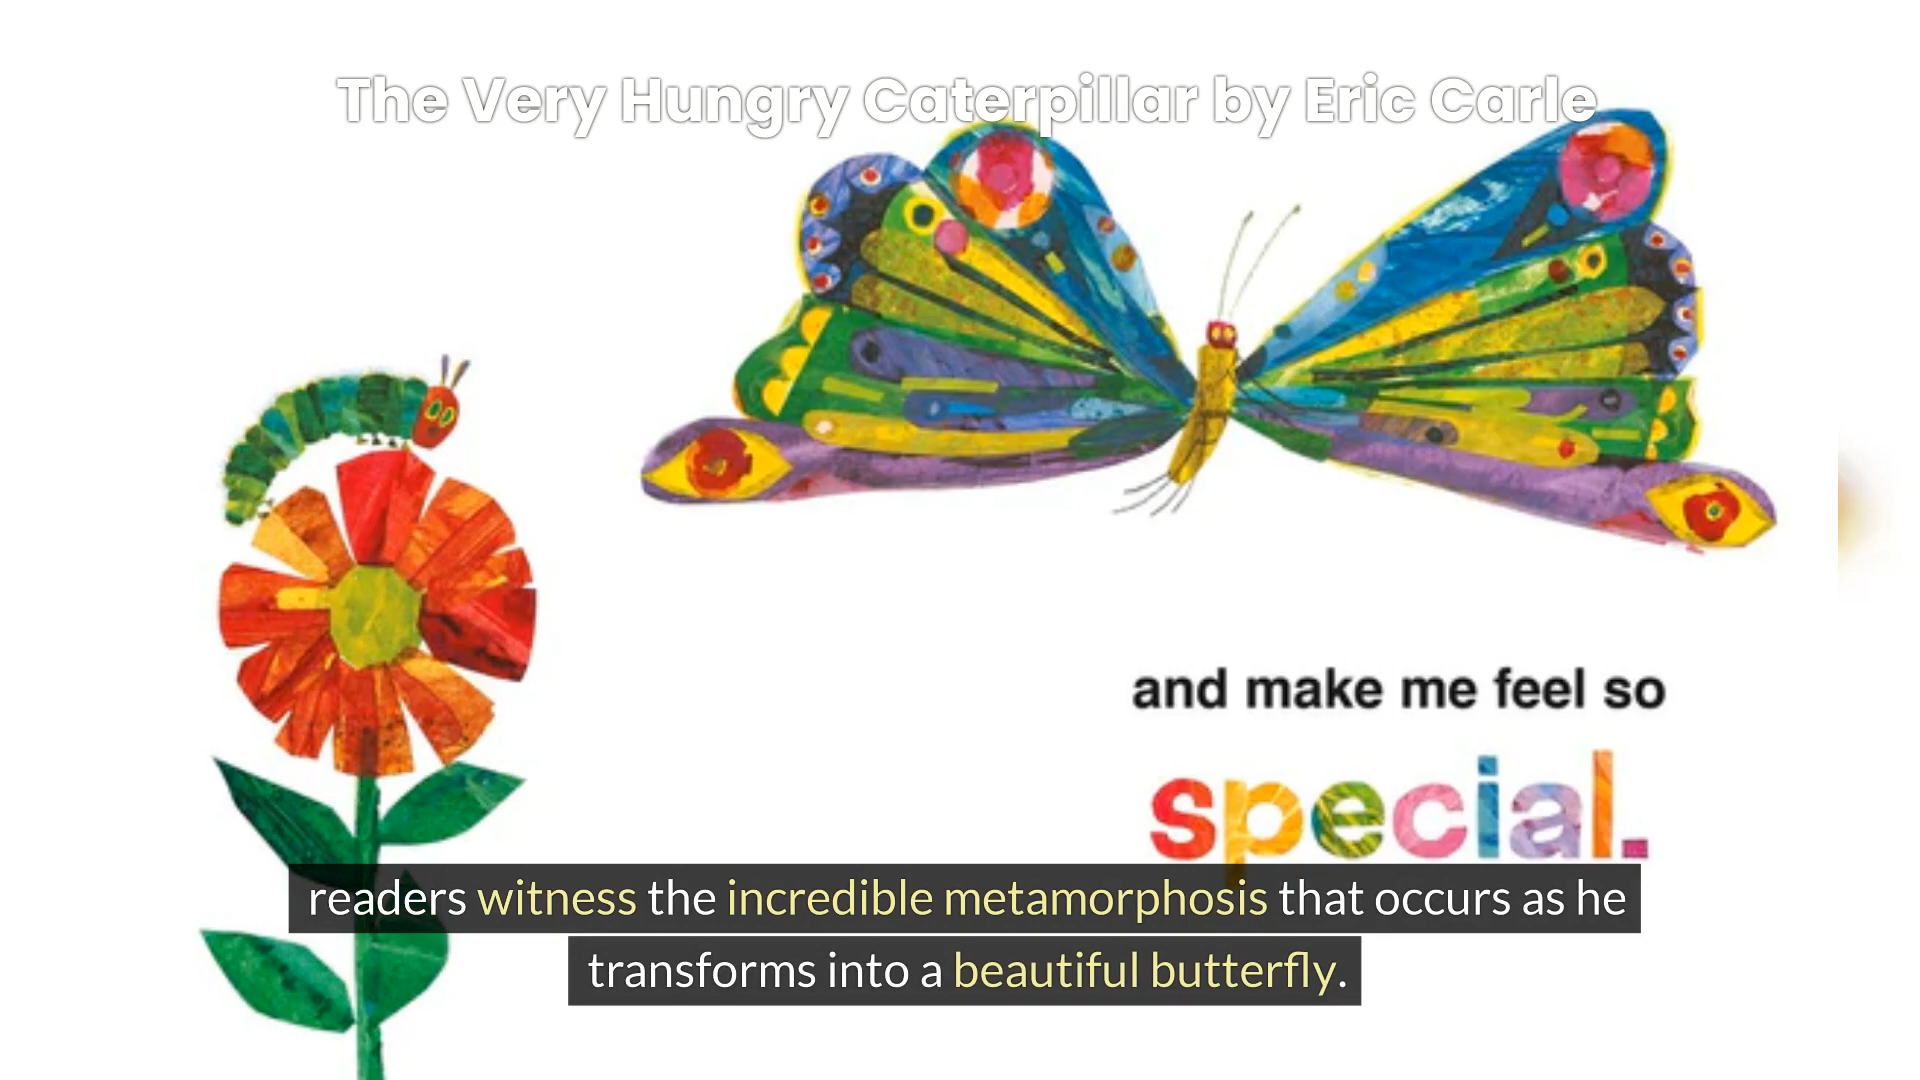 The Very Hungry Caterpillar by Eric Carle
and make me feel so
special.
readers witness the incredible metamorphosis that occurs as he
transforms into a beautiful butterfly.